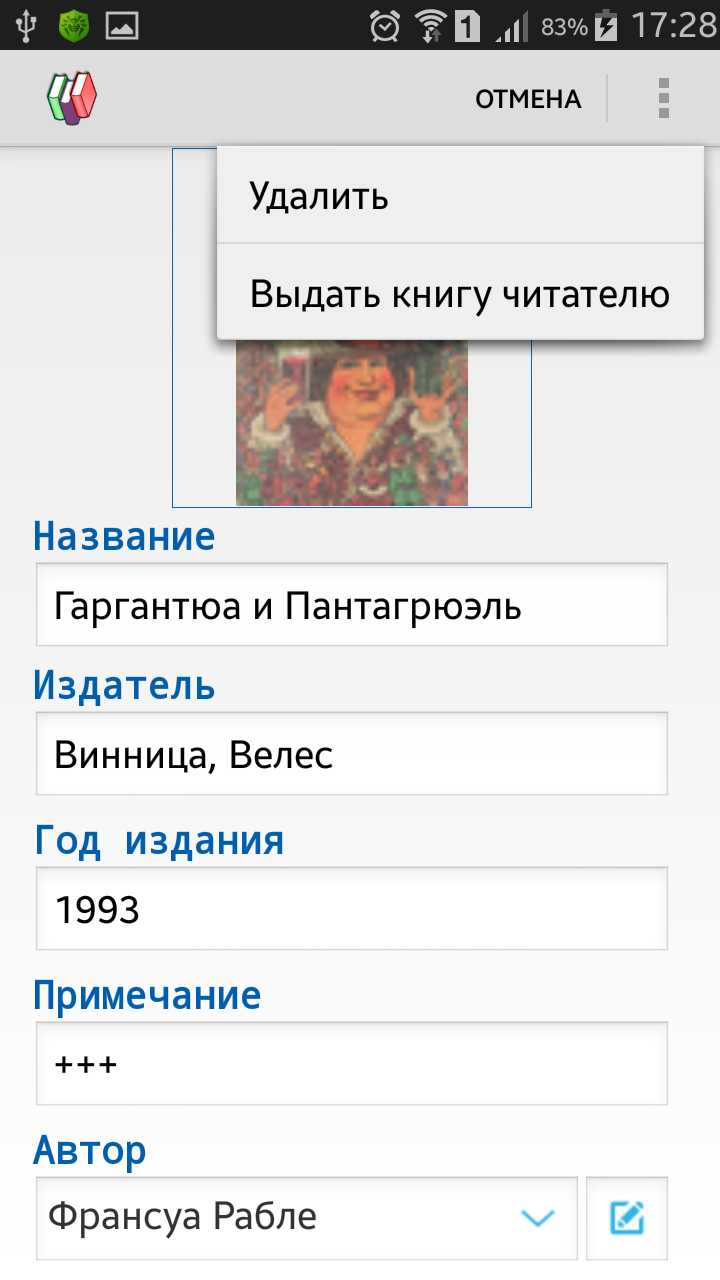 1 83% 17:28
ОТМЕНА
Удалить
Выдать книгу читателю
Название
Гаргантюа и Пантагрюэль
Издатель
Винница, Велес
Год издания
1993
Примечание
+++
Автор
Франсуа Рабле